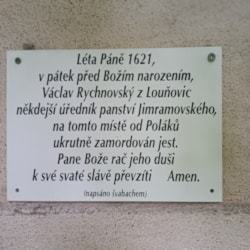 Léta Páně 1621,
v pátek před Božím narozením,
Václav Rychnovský z Louňovic
někdejší úředník panství Jimramovského,
na tomto místě od Poláků
ukrutně zamordován jest.
Pane Bože rač jeho duši
k své svaté slávě převzíti Amen.
(napsáno švabachem)